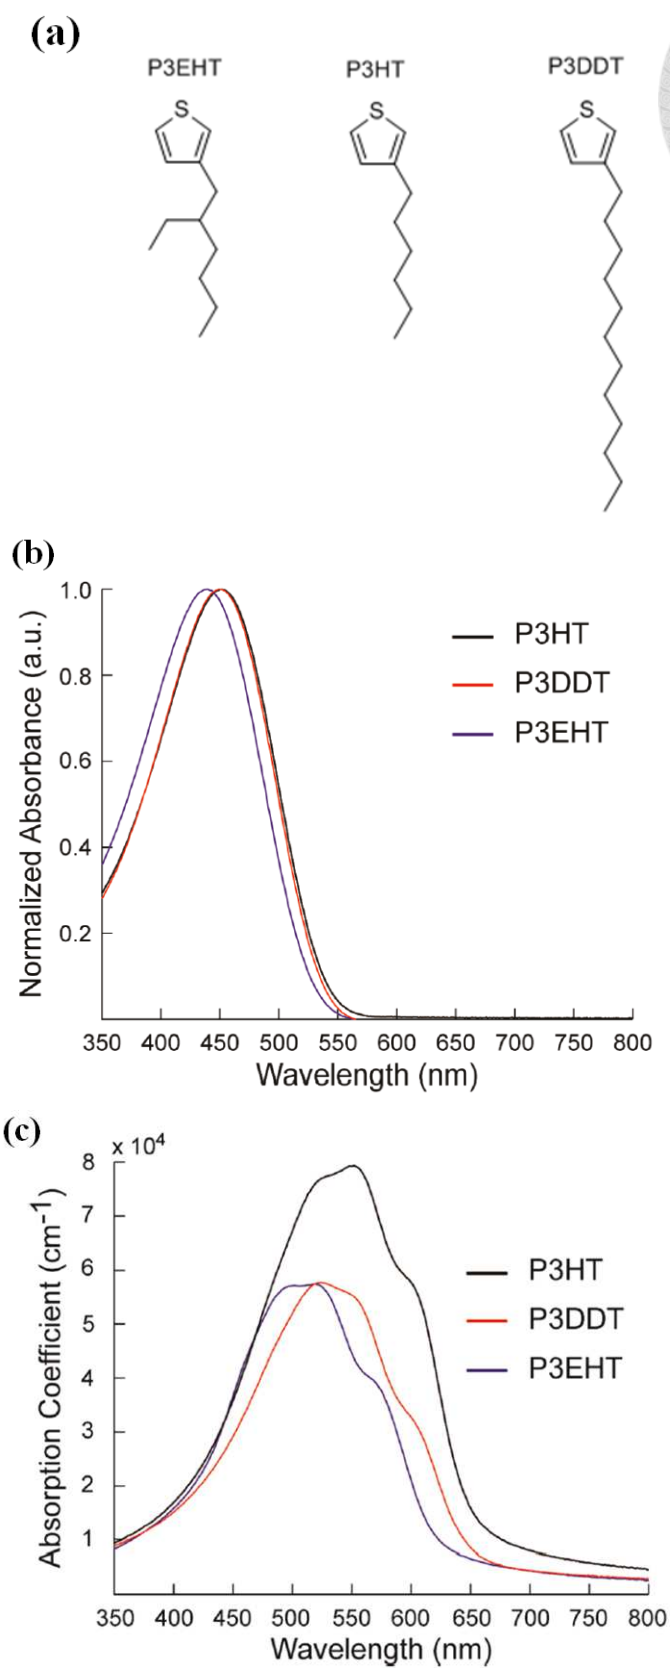 (a)
P3EHT P3HT P3DDT
S S S
(b)
Normalized Absorbance (a.u.)
1.0
0.8
0.6
0.4
0.2
P3HT
P3DDT
P3EHT
350 400 450 500 550 600 650 700 750 800
Wavelength (nm)
(c)
x 10⁴
Absorption Coefficient (cm⁻¹)
8
7
6
5
4
3
2
1
P3HT
P3DDT
P3EHT
350 400 450 500 550 600 650 700 750 800
Wavelength (nm)